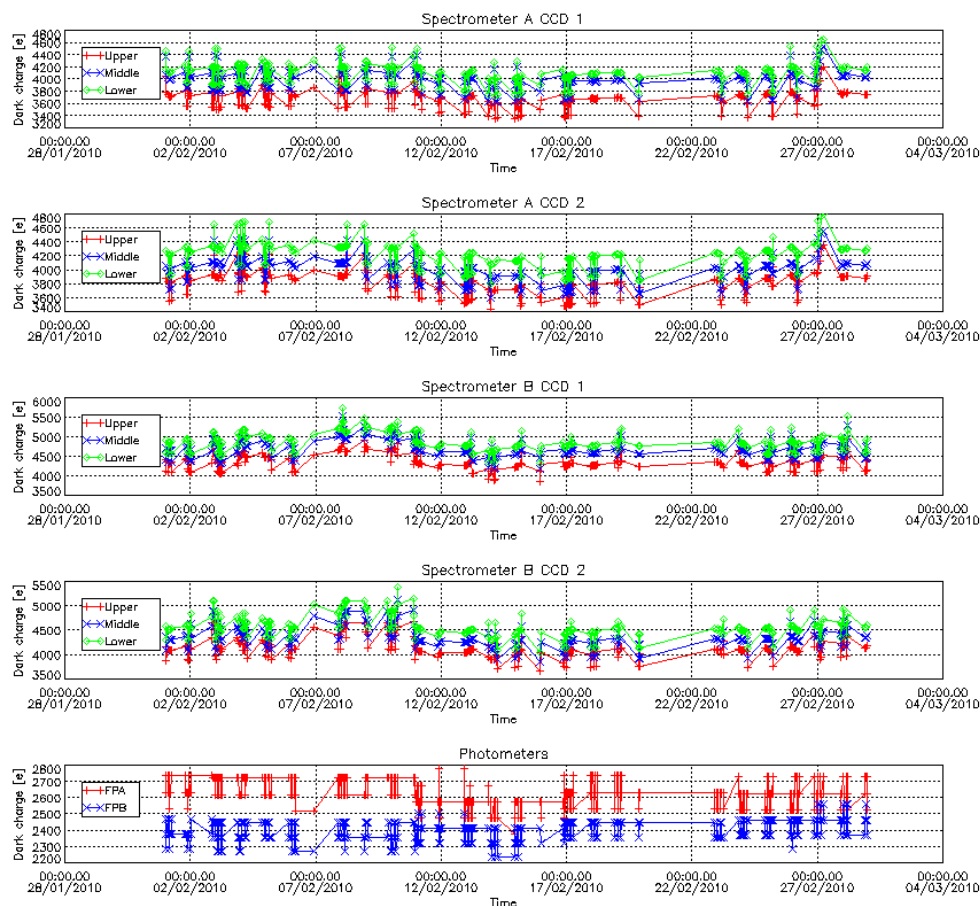 Spectrometer A CCD 1
Dark charge [e]
4800
4600
4400
4200
4000
3800
3600
3400
3200
Upper
Middle
Lower
00:00.00 00:00.00 00:00.00 00:00.00 00:00.00 00:00.00 00:00.00 00:00.00
28/01/2010 02/02/2010 07/02/2010 12/02/2010 17/02/2010 22/02/2010 27/02/2010 04/03/2010
Time
Spectrometer A CCD 2
Dark charge [e]
4800
4400
4200
4000
3800
3600
3400
Upper
Middle
Lower
00:00.00 00:00.00 00:00.00 00:00.00 00:00.00 00:00.00 00:00.00 00:00.00
28/01/2010 02/02/2010 07/02/2010 12/02/2010 17/02/2010 22/02/2010 27/02/2010 04/03/2010
Time
Spectrometer B CCD 1
Dark charge [e]
6000
5500
5000
4500
4000
3500
Upper
Middle
Lower
00:00.00 00:00.00 00:00.00 00:00.00 00:00.00 00:00.00 00:00.00 00:00.00
28/01/2010 02/02/2010 07/02/2010 12/02/2010 17/02/2010 22/02/2010 27/02/2010 04/03/2010
Time
Spectrometer B CCD 2
Dark charge [e]
5500
5000
4500
4000
3500
Upper
Middle
Lower
00:00.00 00:00.00 00:00.00 00:00.00 00:00.00 00:00.00 00:00.00 00:00.00
28/01/2010 02/02/2010 07/02/2010 12/02/2010 17/02/2010 22/02/2010 27/02/2010 04/03/2010
Time
Photometers
Dark charge [e]
2800
2700
2600
2500
2400
2300
2200
FPA
FPB
00:00.00 00:00.00 00:00.00 00:00.00 00:00.00 00:00.00 00:00.00 00:00.00
28/01/2010 02/02/2010 07/02/2010 12/02/2010 17/02/2010 22/02/2010 27/02/2010 04/03/2010
Time